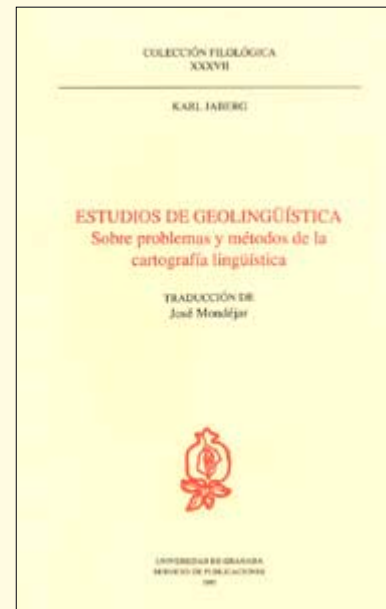 COLECCIÓN FILOLÓGICA
XXXVII
KARL JABERG
ESTUDIOS DE GEOLINGÜÍSTICA
Sobre problemas y métodos de la
cartografía lingüística
TRADUCCIÓN DE
José Mondéjar
UNIVERSIDAD DE GRANADA
SERVICIO DE PUBLICACIONES